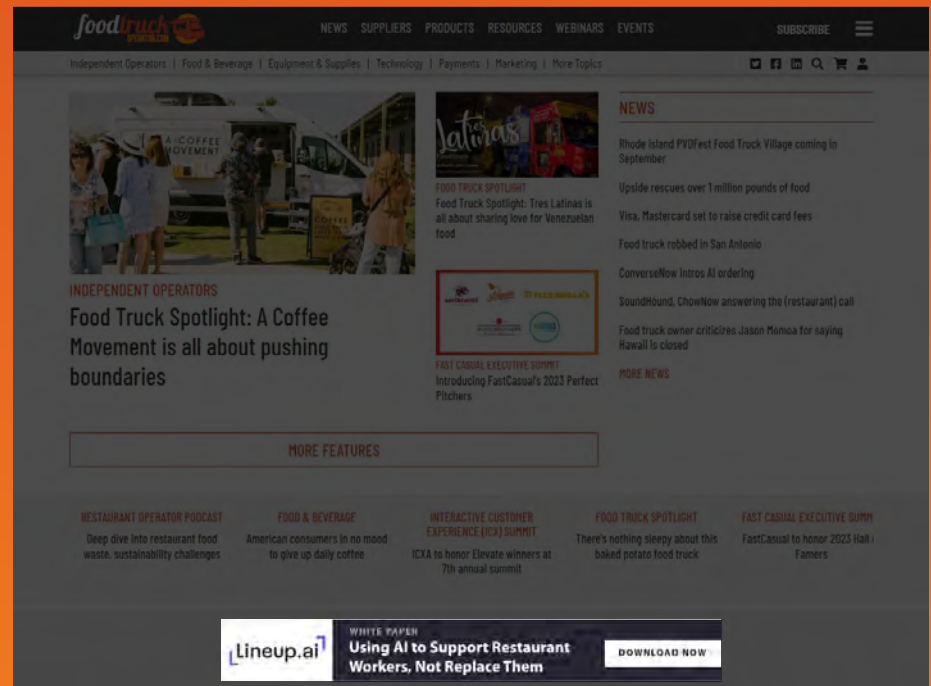 foodtruck
OPERATOR.COM
NEWS SUPPLIERS PRODUCTS RESOURCES WEBINARS EVENTS
SUBSCRIBE
Independent Operators | Food & Beverage | Equipment & Supplies | Technology | Payments | Marketing | More Topics
A COFFEE
MOVEMENT
COFFEE
INDEPENDENT OPERATORS
Food Truck Spotlight: A Coffee
Movement is all about pushing
boundaries
tres
Latinas
FOOD TRUCK SPOTLIGHT
Food Truck Spotlight: Tres Latinas is
all about sharing love for Venezuelan
food
FAST CASUAL EXECUTIVE SUMMIT
Introducing FastCasual's 2023 Perfect
Pitchers
NEWS
Rhode Island PVDFest Food Truck Village coming in
September
Upside rescues over 1 million pounds of food
Visa, Mastercard set to raise credit card fees
Food truck robbed in San Antonio
ConverseNow intros AI ordering
SoundHound, ChowNow answering the (restaurant) call
Food truck owner criticizes Jason Momoa for saying
Hawaii is closed
MORE NEWS
MORE FEATURES
RESTAURANT OPERATOR PODCAST
Deep dive into restaurant food
waste, sustainability challenges
FOOD & BEVERAGE
American consumers in no mood
to give up daily coffee
INTERACTIVE CUSTOMER
EXPERIENCE (ICX) SUMMIT
ICXA to honor Elevate winners at
7th annual summit
FOOD TRUCK SPOTLIGHT
There's nothing sleepy about this
baked potato food truck
FAST CASUAL EXECUTIVE SUMM
FastCasual to honor 2023 Hall
Famers
Lineup.ai
WHITE PAPER
Using AI to Support Restaurant
Workers, Not Replace Them
DOWNLOAD NOW